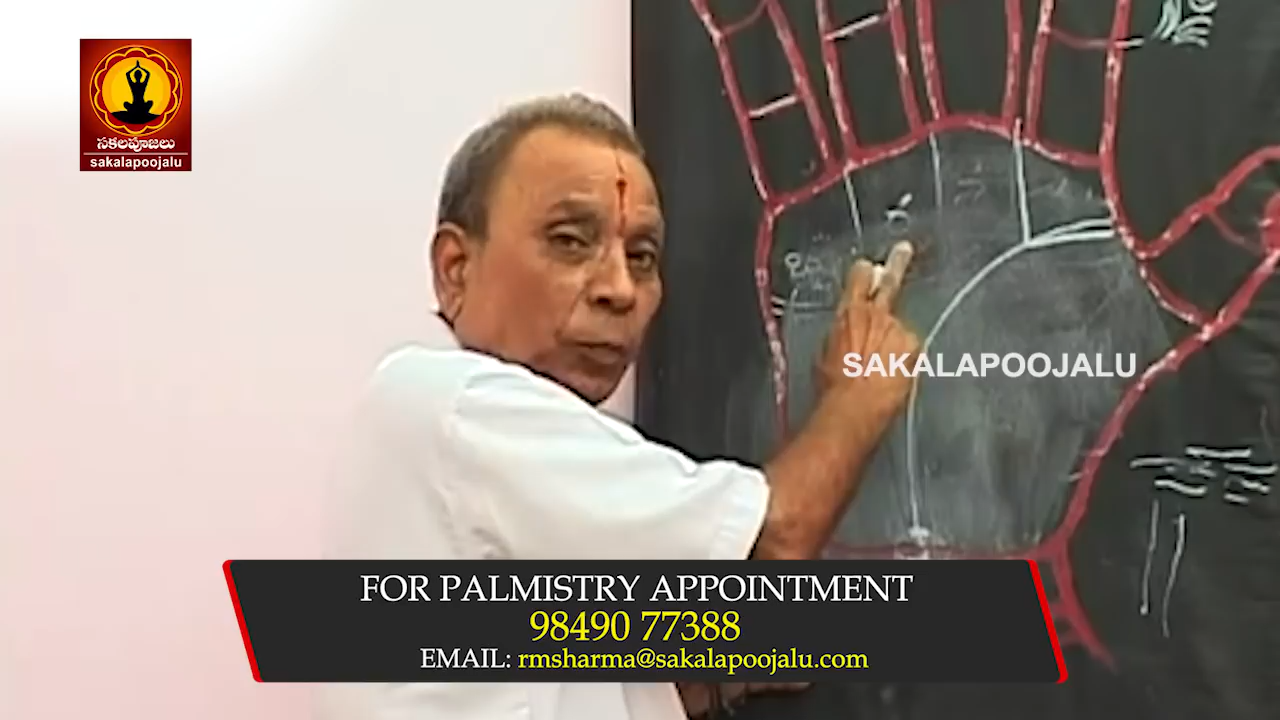 సకలపూజలు
sakalapoojalu
SAKALAPOOJALU
FOR PALMISTRY APPOINTMENT
98490 77388
EMAIL: rmsharma@sakalapoojalu.com